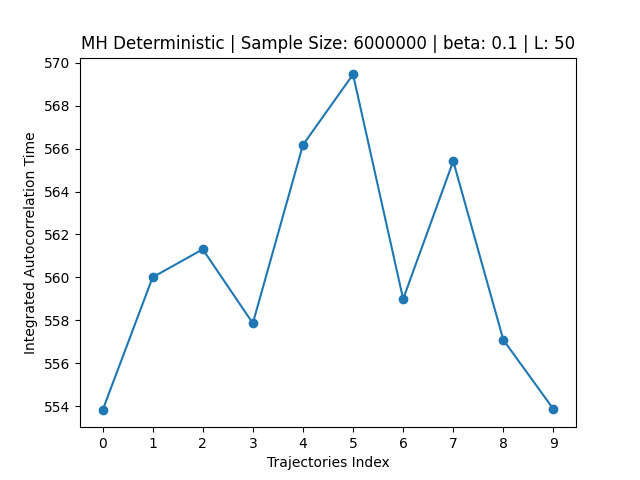 MH Deterministic | Sample Size: 6000000 | beta: 0.1 | L: 50
Integrated Autocorrelation Time
570
568
566
564
562
560
558
556
554
0 1 2 3 4 5 6 7 8 9
Trajectories Index